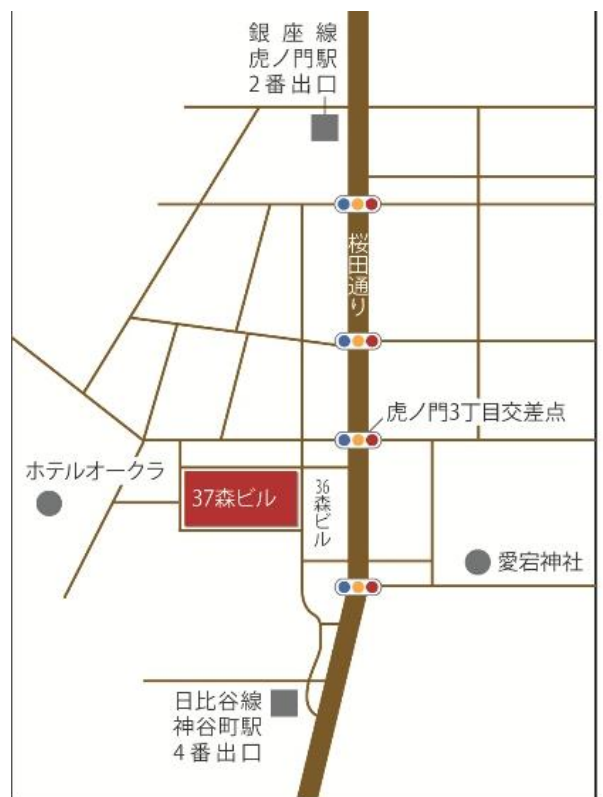 銀座線
虎ノ門駅
2番出口
桜田通り
虎ノ門3丁目交差点
ホテルオークラ
37森ビル
36森ビル
愛宕神社
日比谷線
神谷町駅
4番出口